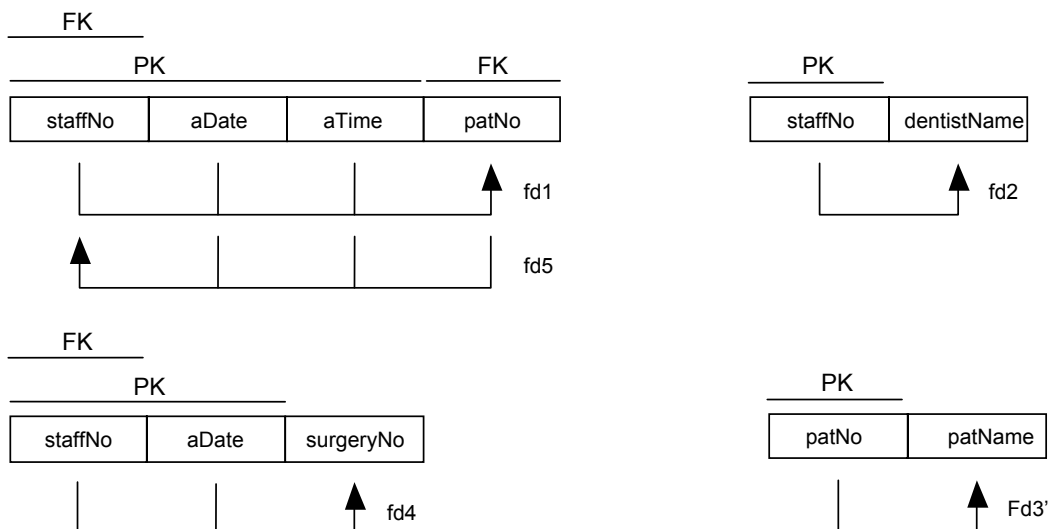 FK
PK FK
staffNo aDate aTime patNo
fd1
fd5
PK
staffNo dentistName
fd2
FK
PK
staffNo aDate surgeryNo
fd4
PK
patNo patName
Fd3’